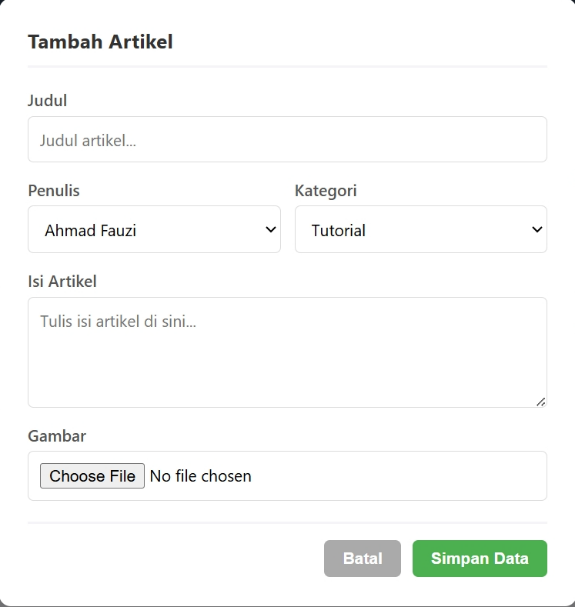 Tambah Artikel
Judul
Judul artikel...
Penulis Kategori
Ahmad Fauzi Tutorial
Isi Artikel
Tulis isi artikel di sini...
Gambar
Choose File No file chosen
Batal Simpan Data